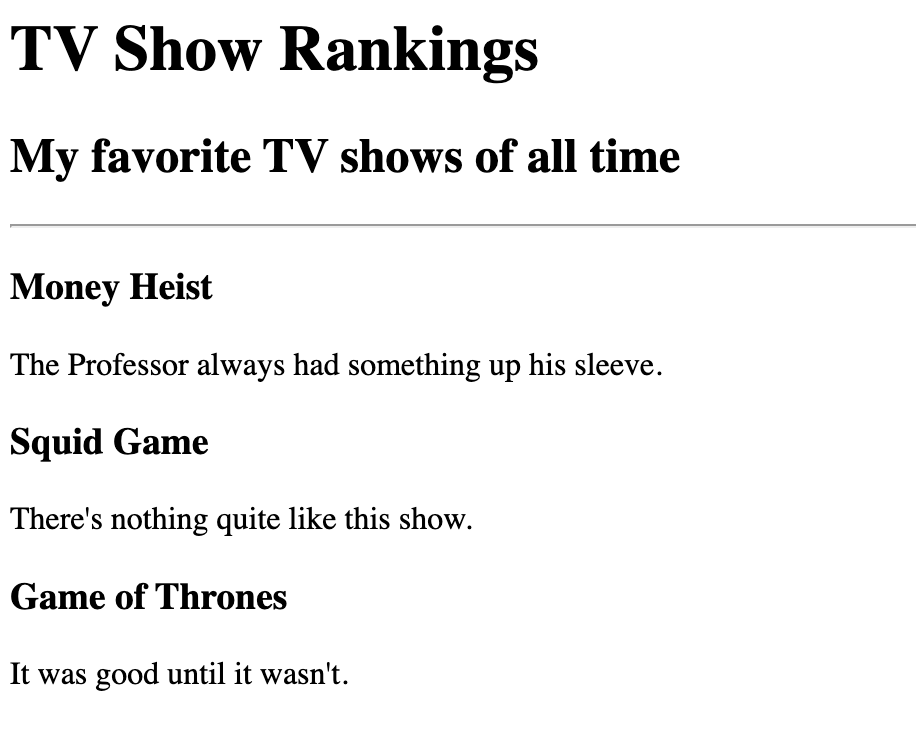 TV Show Rankings
My favorite TV shows of all time
Money Heist
The Professor always had something up his sleeve.
Squid Game
There's nothing quite like this show.
Game of Thrones
It was good until it wasn't.